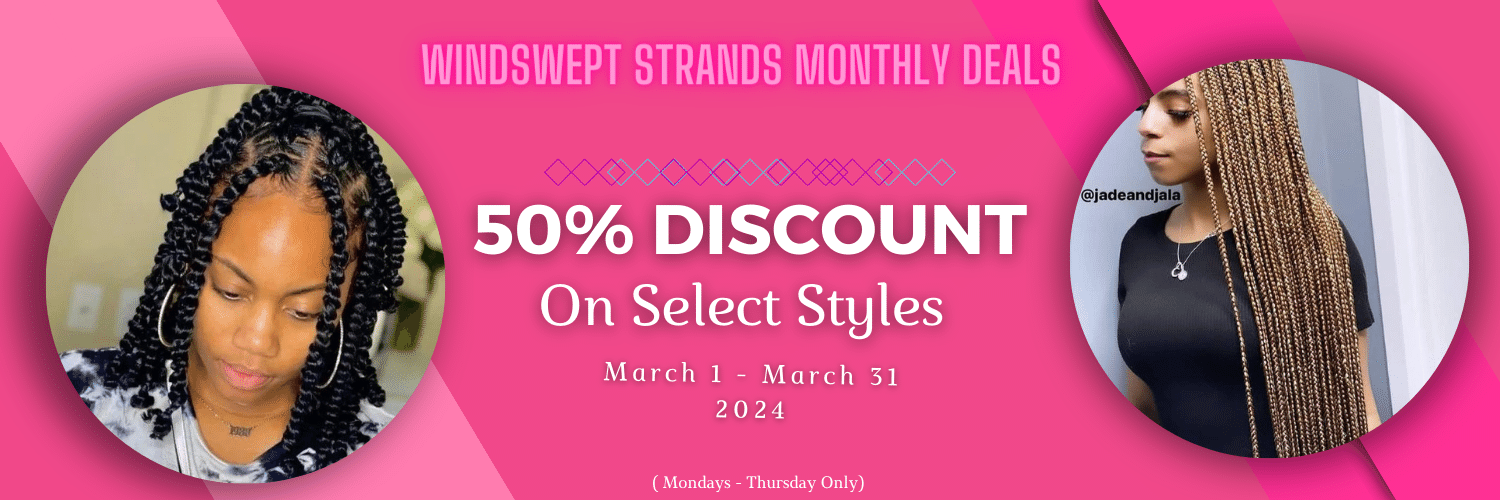 WINDSWEPT STRANDS MONTHLY DEALS
@jadeandjala
50% DISCOUNT
On Select Styles
March 1 - March 31
2024
( Mondays - Thursday Only)